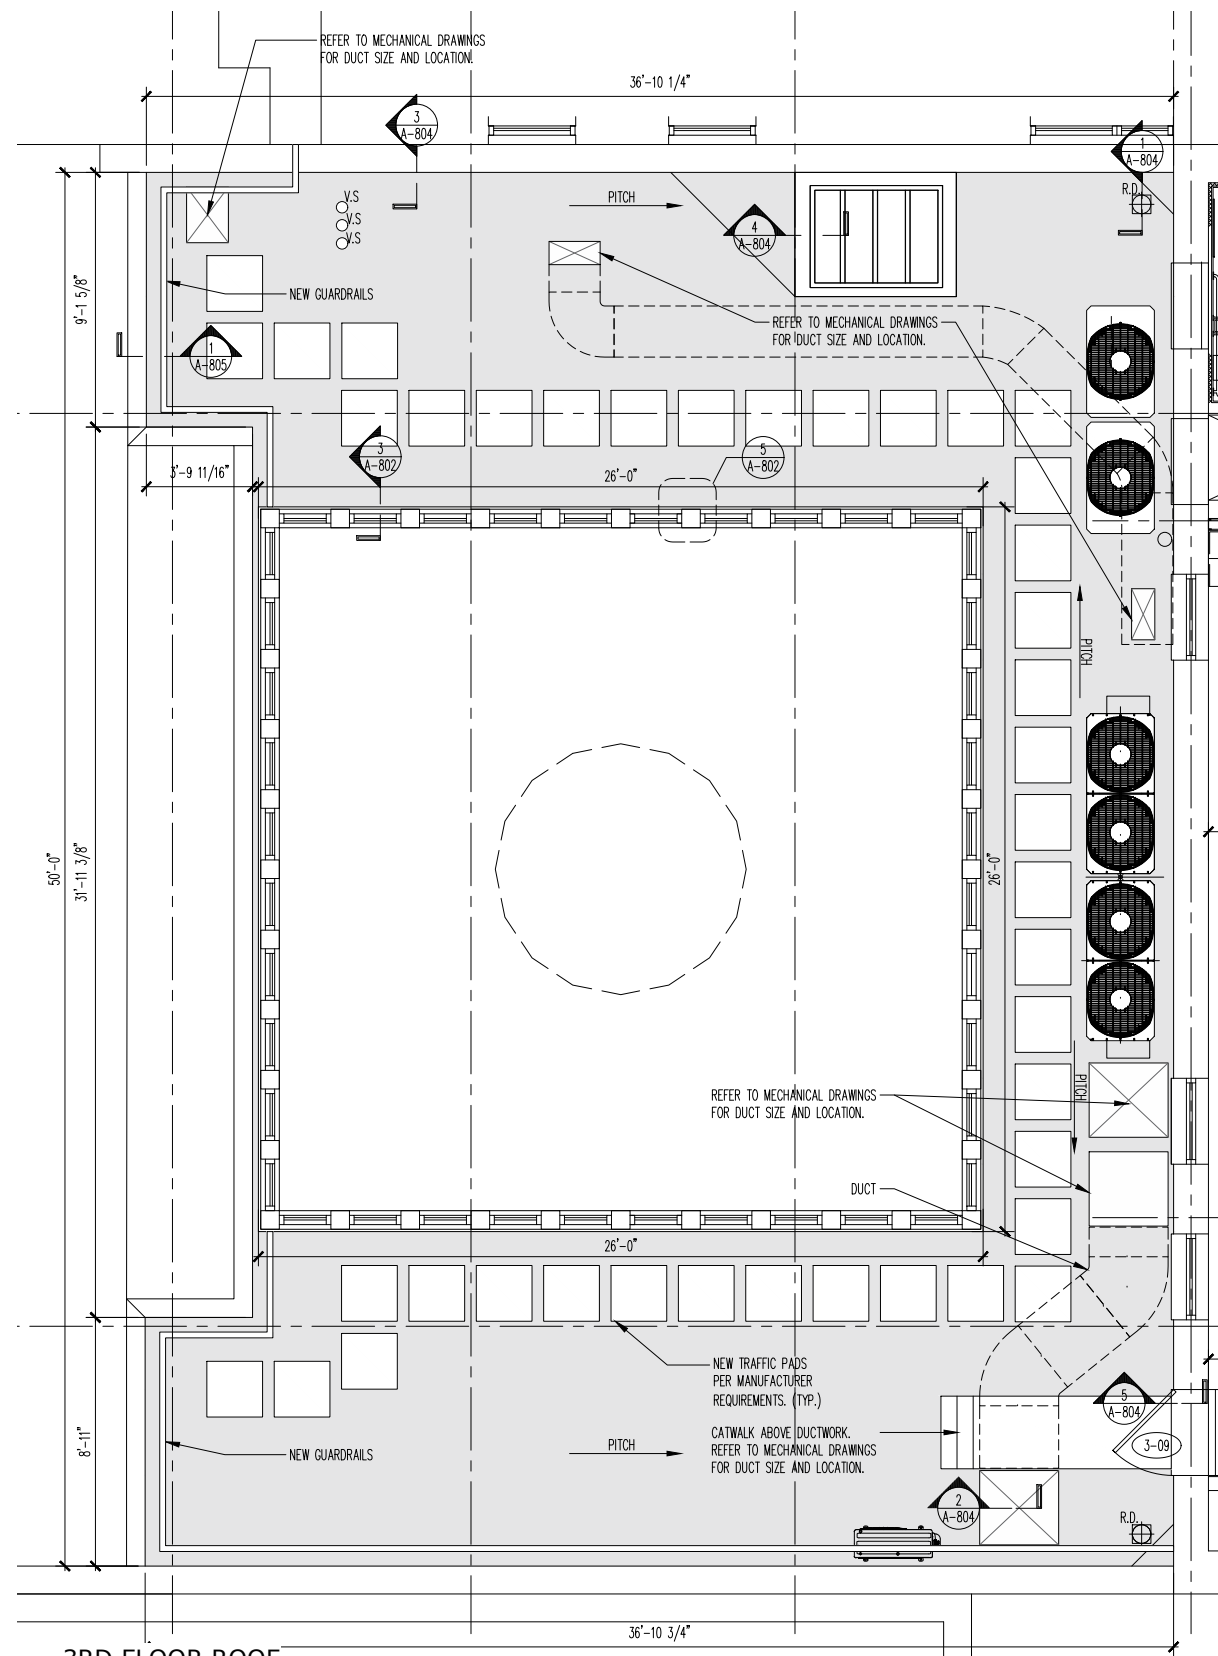 REFER TO MECHANICAL DRAWINGS
FOR DUCT SIZE AND LOCATION.
36'-10 1/4"
3
A-804
1
A-804
R.D.
V.S
V.S
V.S
PITCH
4
A-804
9'-1 5/8"
NEW GUARDRAILS
REFER TO MECHANICAL DRAWINGS
FOR DUCT SIZE AND LOCATION.
1
A-805
3
A-802
5
A-802
3'-9 11/16"
26'-0"
PITCH
50'-0"
31'-11 3/8"
26'-0"
PITCH
REFER TO MECHANICAL DRAWINGS
FOR DUCT SIZE AND LOCATION.
DUCT
26'-0"
NEW TRAFFIC PADS
PER MANUFACTURER
REQUIREMENTS. (TYP.)
5
A-804
8'-11"
NEW GUARDRAILS
PITCH
CATWALK ABOVE DUCTWORK.
REFER TO MECHANICAL DRAWINGS
FOR DUCT SIZE AND LOCATION.
3-09
2
A-804
R.D.
36'-10 3/4"
3RD FLOOR ROOF